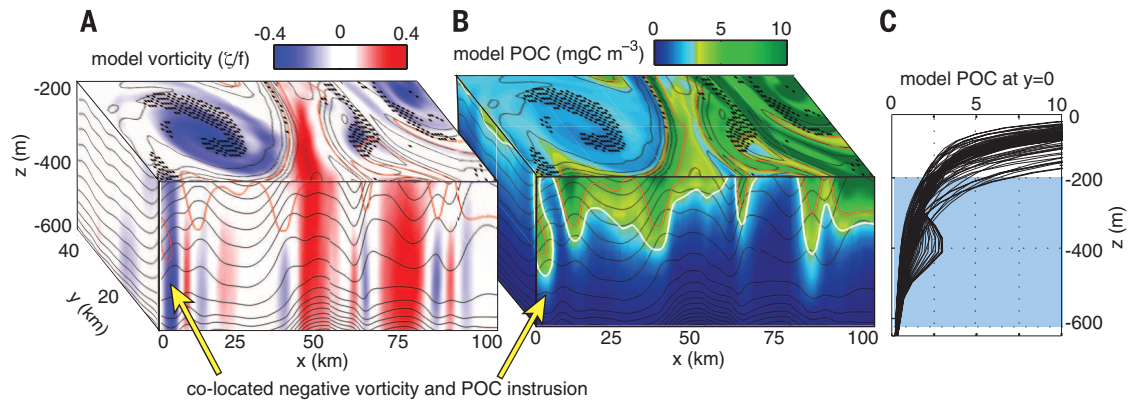 A
model vorticity (ζ/f)
-0.4 0 0.4
-200
-400
-600
z (m)
40
20
y (km)
0 25 50 75 100
x (km)
B
model POC (mgC m⁻³)
0 5 10
0 25 50 75 100
x (km)
co-located negative vorticity and POC instrusion
C
model POC at y=0
0 5 10
0
-200
-400
-600
z (m)